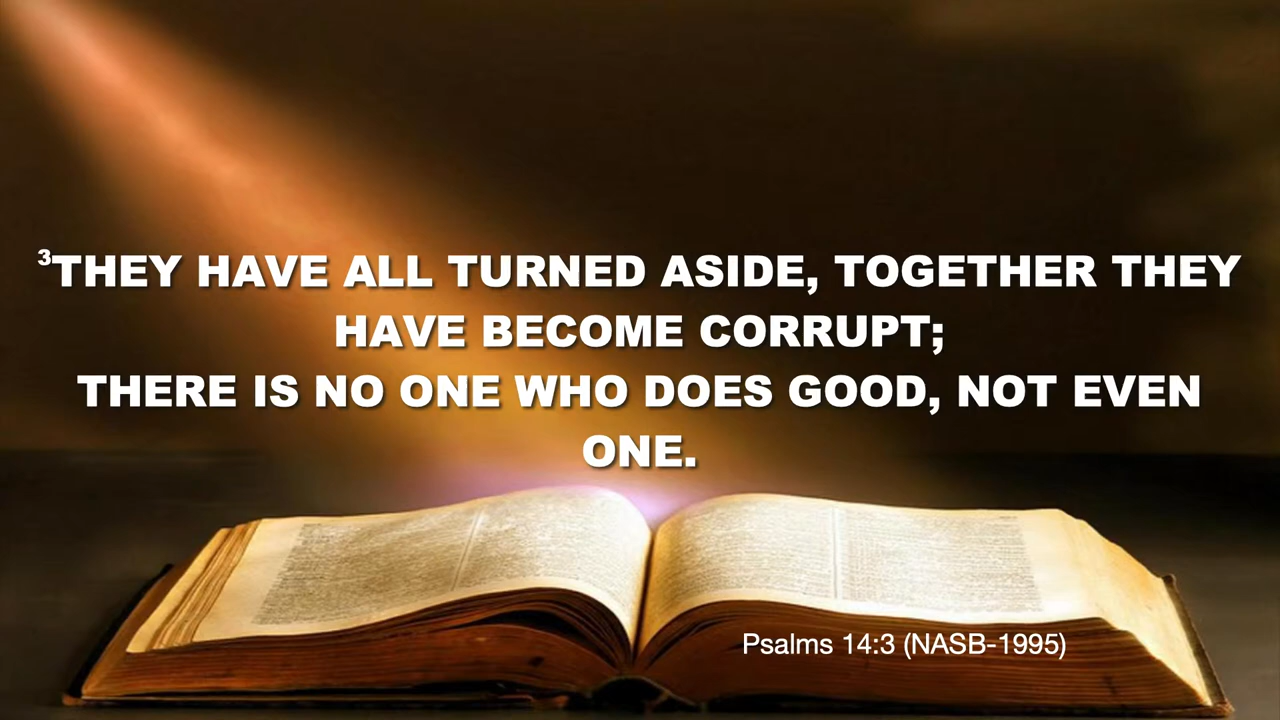 ³THEY HAVE ALL TURNED ASIDE, TOGETHER THEY
HAVE BECOME CORRUPT;
THERE IS NO ONE WHO DOES GOOD, NOT EVEN
ONE.
Psalms 14:3 (NASB-1995)